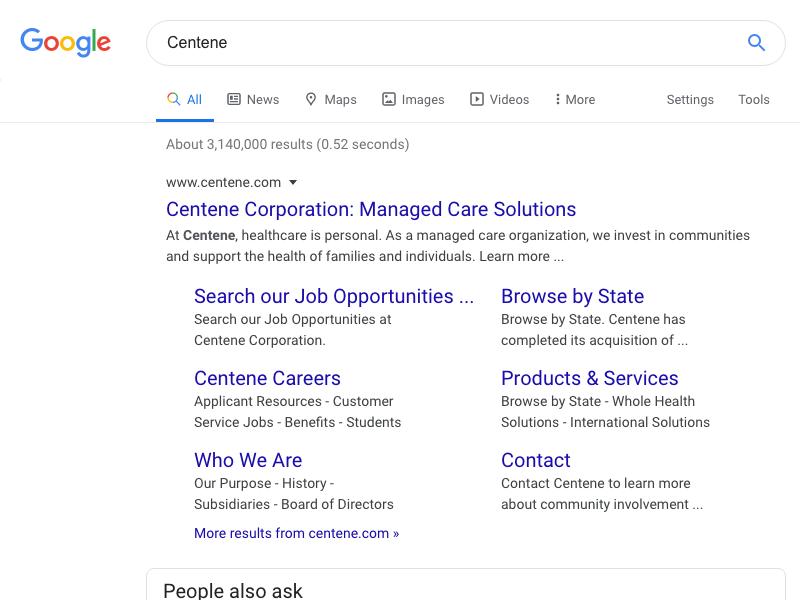 Google
Centene
All
News
Maps
Images
Videos
More
Settings
Tools
About 3,140,000 results (0.52 seconds)
www.centene.com
Centene Corporation: Managed Care Solutions
At Centene, healthcare is personal. As a managed care organization, we invest in communities
and support the health of families and individuals. Learn more ...
Search our Job Opportunities ...
Search our Job Opportunities at
Centene Corporation.
Browse by State
Browse by State. Centene has
completed its acquisition of ...
Centene Careers
Applicant Resources - Customer
Service Jobs - Benefits - Students
Products & Services
Browse by State - Whole Health
Solutions - International Solutions
Who We Are
Our Purpose - History -
Subsidiaries - Board of Directors
Contact
Contact Centene to learn more
about community involvement ...
More results from centene.com »
People also ask